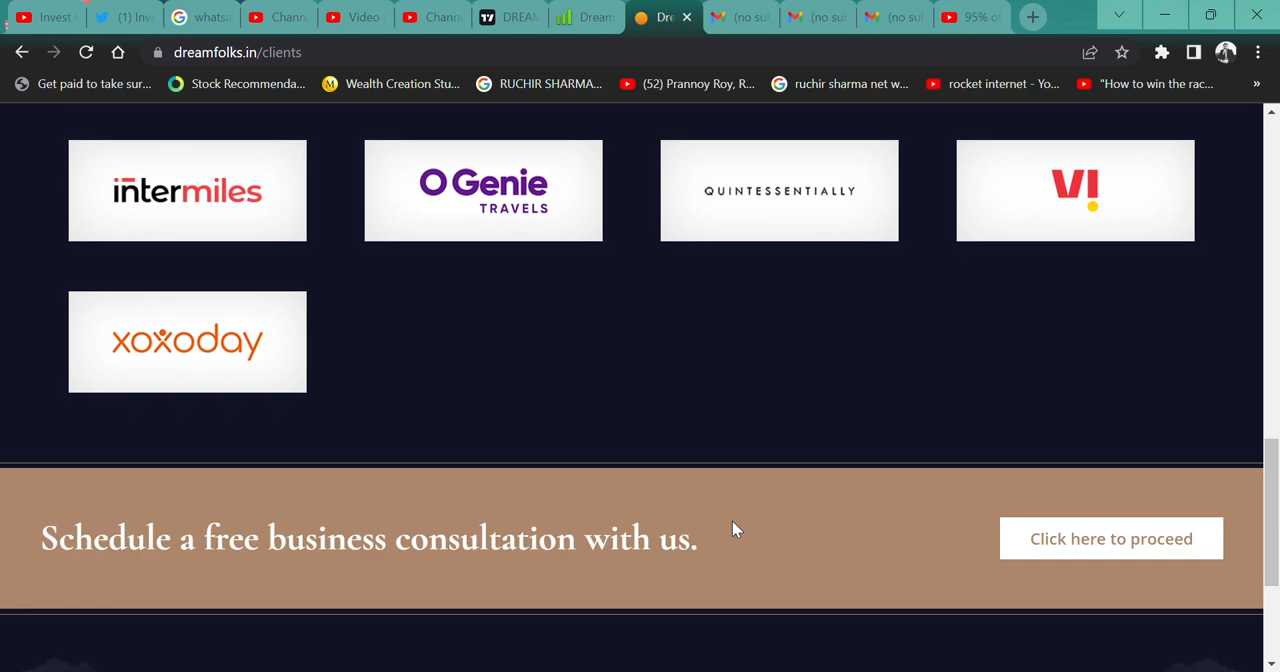 Invest
(1) Inv
whatsa
Chann
Video
Chann
DREAM
Dream
Dre
(no su
(no su
(no su
95% o
dreamfolks.in/clients
Get paid to take sur...
Stock Recommenda...
Wealth Creation Stu...
RUCHIR SHARMA...
(52) Prannoy Roy, R...
ruchir sharma net w...
rocket internet - Yo...
"How to win the rac...
»
intermiles
O Genie
TRAVELS
QUINTESSENTIALLY
VI
xoxoday
Schedule a free business consultation with us.
Click here to proceed